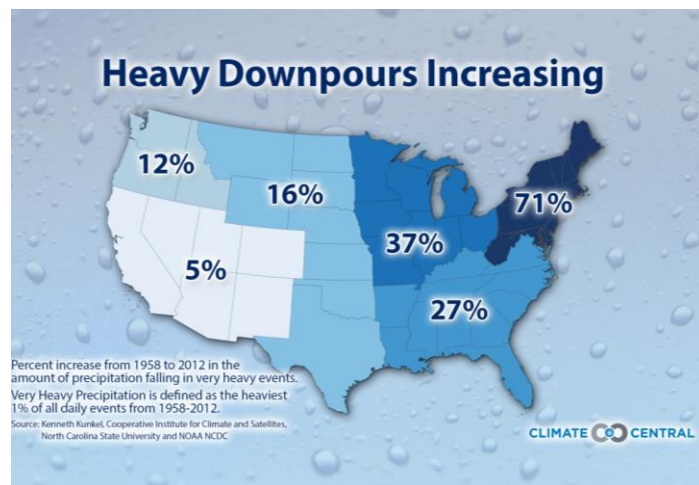 Heavy Downpours Increasing
12%
16%
71%
37%
5%
27%
Percent increase from 1958 to 2012 in the
amount of precipitation falling in very heavy events.
Very Heavy Precipitation is defined as the heaviest
1% of all daily events from 1958-2012.
Source: Kenneth Kunkel, Cooperative Institute for Climate and Satellites,
North Carolina State University and NOAA NCDC
CLIMATE CENTRAL